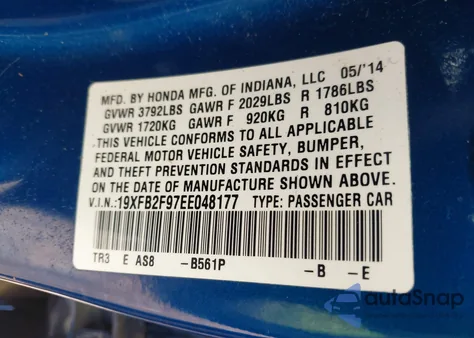 MFD. BY HONDA MFG. OF INDIANA, LLC 05/'14
GVWR 3792LBS GAWR F 2029LBS R 1786LBS
GVWR 1720KG GAWR F 920KG R 810KG
THIS VEHICLE CONFORMS TO ALL APPLICABLE
FEDERAL MOTOR VEHICLE SAFETY, BUMPER,
AND THEFT PREVENTION STANDARDS IN EFFECT
ON THE DATE OF MANUFACTURE SHOWN ABOVE.
V.I.N.:19XFB2F97EE048177 TYPE: PASSENGER CAR
TR3 E AS8 -B561P -B -E
autoSnap